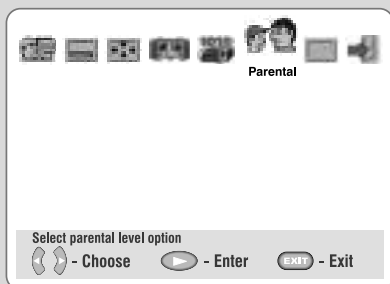 Parental
Select parental level option
- Choose - Enter EXIT - Exit